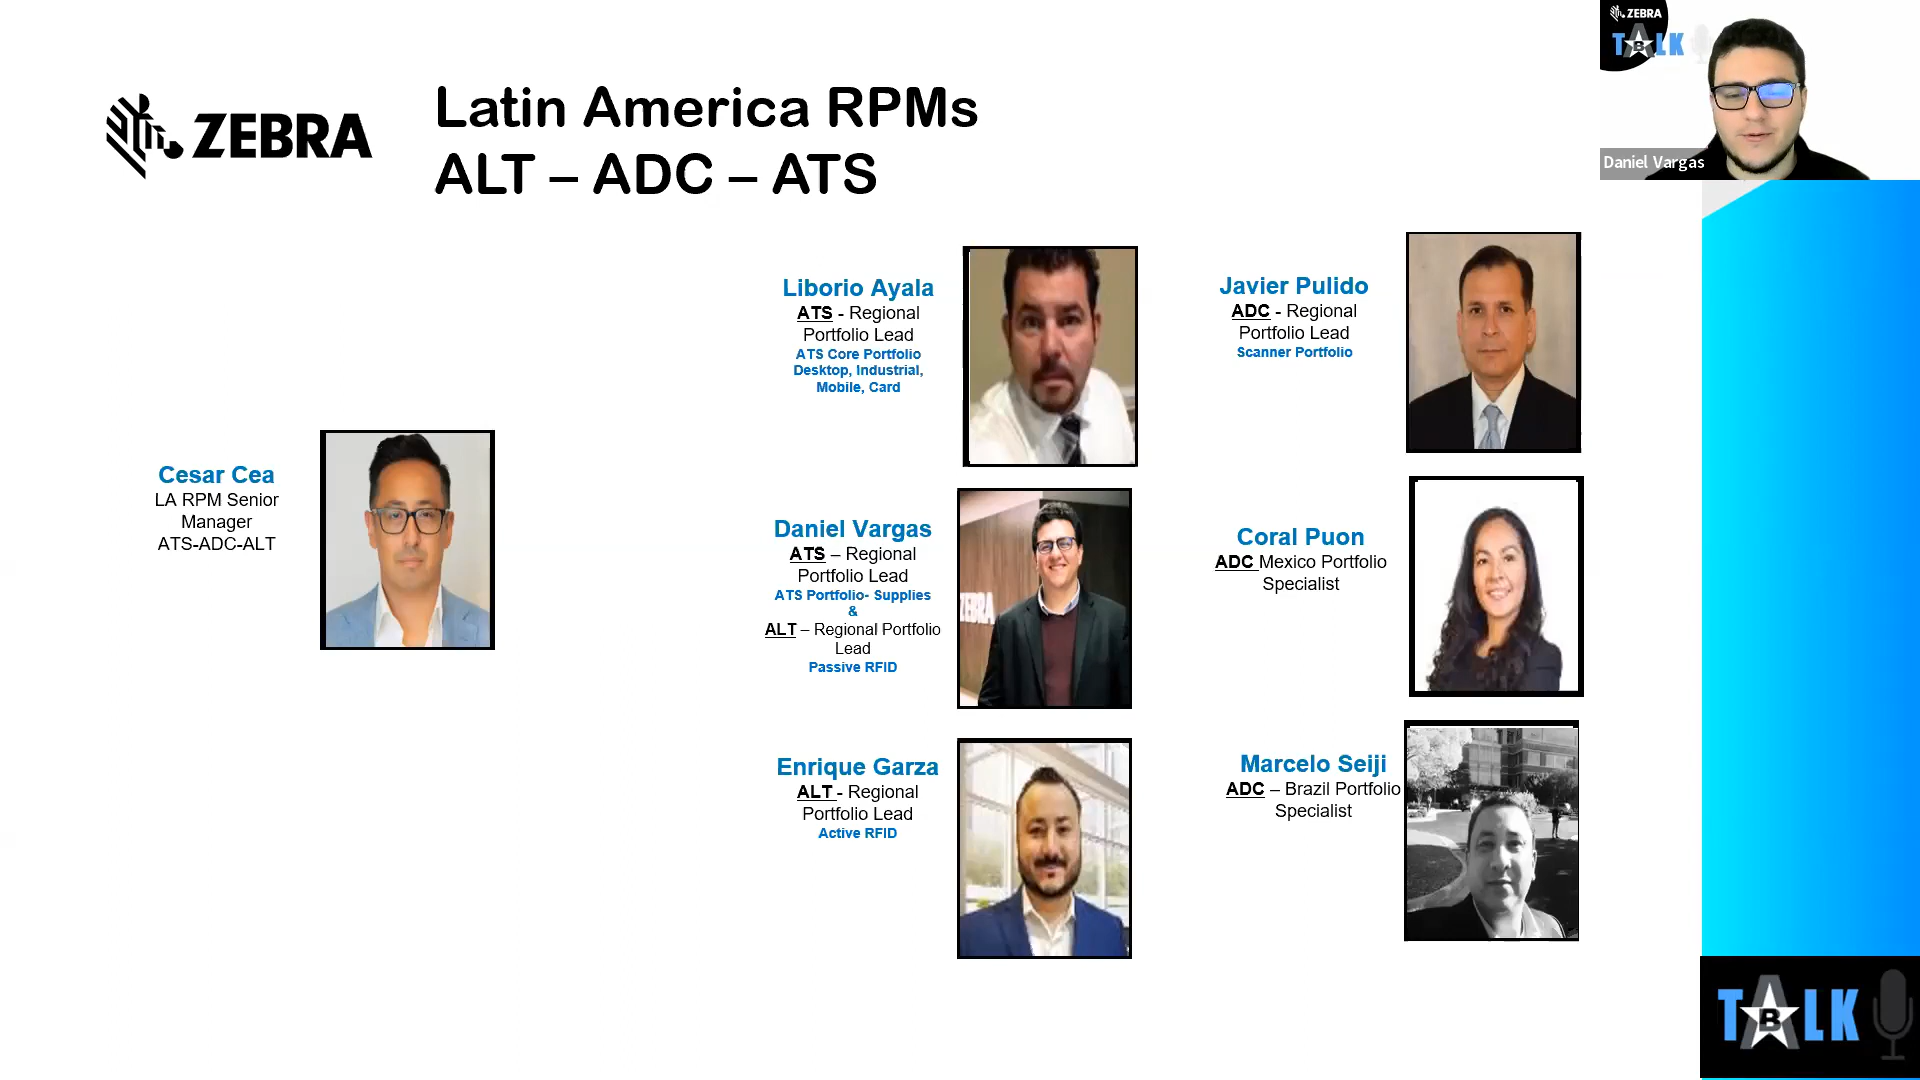 ZEBRA
Latin America RPMs
ALT – ADC – ATS
ZEBRA
TALK
B
Daniel Vargas
Cesar Cea
LA RPM Senior
Manager
ATS-ADC-ALT
Liborio Ayala
ATS - Regional
Portfolio Lead
ATS Core Portfolio
Desktop, Industrial,
Mobile, Card
Daniel Vargas
ATS – Regional
Portfolio Lead
ATS Portfolio- Supplies
&
ALT – Regional Portfolio
Lead
Passive RFID
ZEBRA
Enrique Garza
ALT - Regional
Portfolio Lead
Active RFID
Javier Pulido
ADC - Regional
Portfolio Lead
Scanner Portfolio
Coral Puon
ADC Mexico Portfolio
Specialist
Marcelo Seiji
ADC – Brazil Portfolio
Specialist
TALK
B